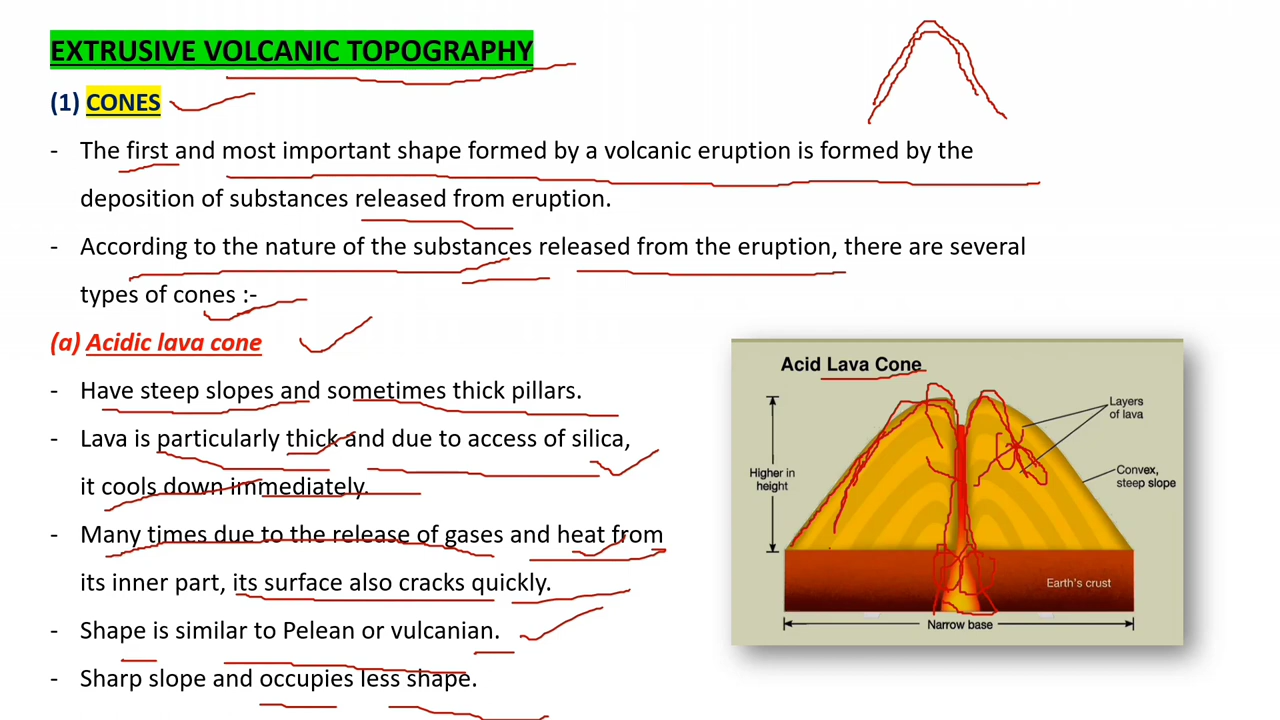 EXTRUSIVE VOLCANIC TOPOGRAPHY
(1) CONES
- The first and most important shape formed by a volcanic eruption is formed by the
deposition of substances released from eruption.
- According to the nature of the substances released from the eruption, there are several
types of cones :-
(a) Acidic lava cone
- Have steep slopes and sometimes thick pillars.
- Lava is particularly thick and due to access of silica,
it cools down immediately.
- Many times due to the release of gases and heat from
its inner part, its surface also cracks quickly.
- Shape is similar to Pelean or vulcanian.
- Sharp slope and occupies less shape.
Acid Lava Cone
Layers
of lava
Higher in
height
Convex,
steep slope
Earth's crust
Narrow base